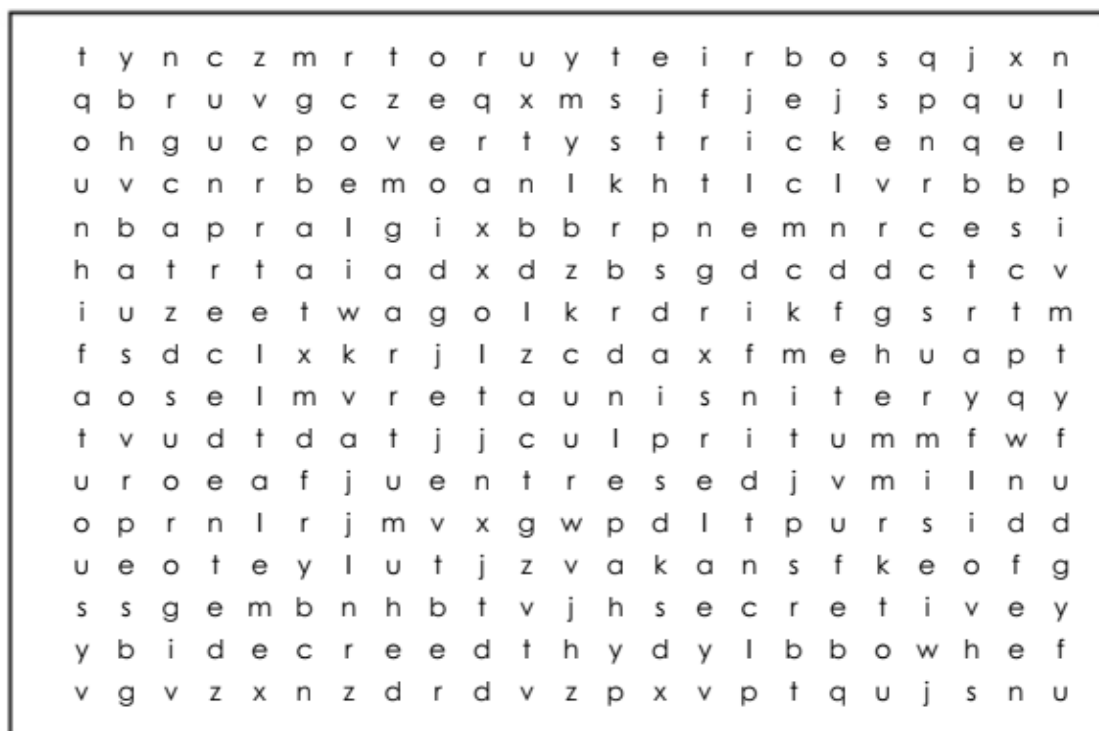 t y n c z m r t o r u y t e i r b o s q j x n
q b r u v g c z e q x m s j f j e j s p q u l
o h g u c p o v e r t y s t r i c k e n q e l
u v c n r b e m o a n l k h t l c l v r b b p
n b a p r a l g i x b b r p n e m n r c e s i
h a t r t a i a d x d z b s g d c d d c t c v
i u z e e t w a g o l k r d r i k f g s r t m
f s d c l x k r j l z c d a x f m e h u a p t
a o s e l m v r e t a u n i s n i t e r y q y
t v u d t d a t j j c u l p r i t u m m f w f
u r o e a f j u e n t r e s e d j v m i l n u
o p r n l r j m v x g w p d l t p u r s i d d
u e o t e y l u t j z v a k a n s f k e o f g
s s g e m b n h b t v j h s e c r e t i v e y
y b i d e c r e e d t h y d y l b b o w h e f
v g v z x n z d r d v z p x v p t q u j s n u